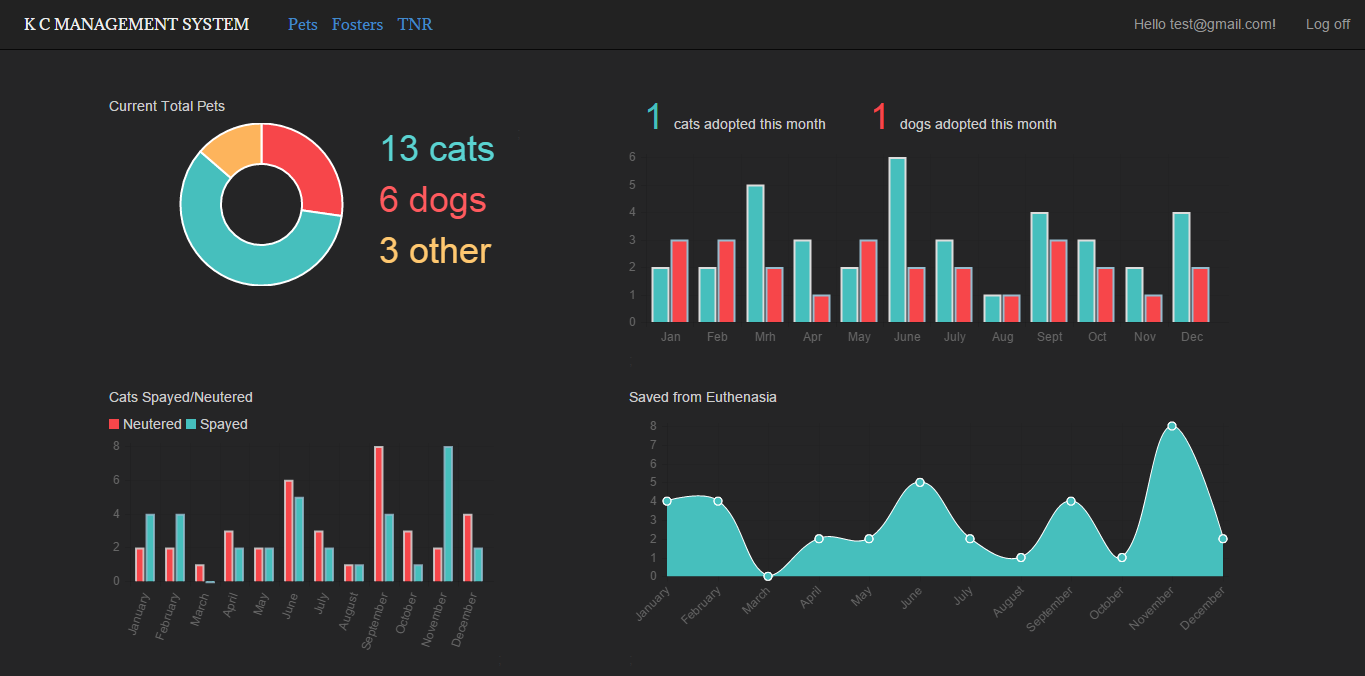 K C MANAGEMENT SYSTEM Pets Fosters TNR Hello test@gmail.com! Log off
Current Total Pets
13 cats
6 dogs
3 other
1 cats adopted this month 1 dogs adopted this month
6
5
4
3
2
1
0
Jan Feb Mrh Apr May June July Aug Sept Oct Nov Dec
Cats Spayed/Neutered
Neutered Spayed
8
6
4
2
0
January February March April May June July August September October November December
Saved from Euthenasia
8
7
6
5
4
3
2
1
0
January February March April May June July August September October November December